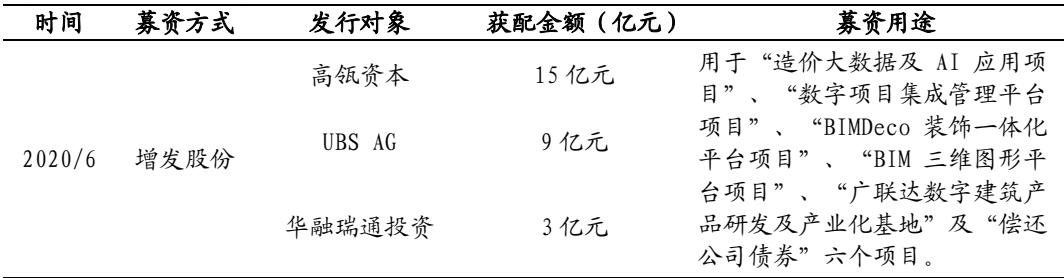 时间 募资方式 发行对象 获配金额（亿元） 募资用途
高瓴资本 15 亿元
UBS AG 9 亿元
华融瑞通投资 3 亿元
2020/6 增发股份
用于“造价大数据及 AI 应用项
目”、“数字项目集成管理平台
项目”、“BIMDeco 装饰一体化
平台项目”、“BIM 三维图形平
台项目”、“广联达数字建筑产
品研发及产业化基地”及“偿还
公司债券”六个项目。